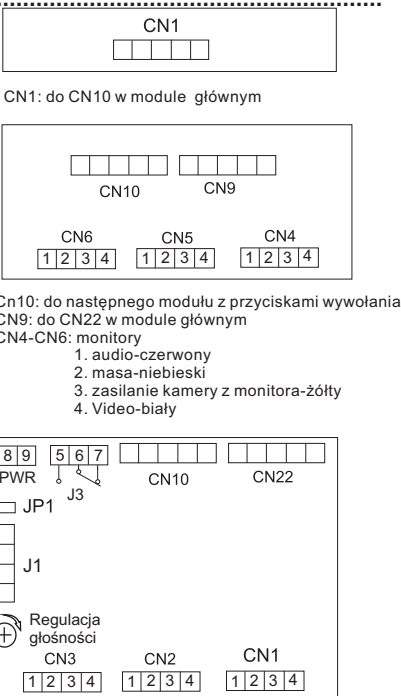 CN1
CN1: do CN10 w module głównym
CN10 CN9
CN6 CN5 CN4
1 2 3 4 1 2 3 4 1 2 3 4
Cn10: do następnego modułu z przyciskami wywołania
CN9: do CN22 w module głównym
CN4-CN6: monitory
1. audio-czerwony
2. masa-niebieski
3. zasilanie kamery z monitora-żółty
4. Video-biały
8 9 5 6 7
PWR J3 CN10 CN22
JP1
J1
Regulacja
głośności
CN3 CN2 CN1
1 2 3 4 1 2 3 4 1 2 3 4